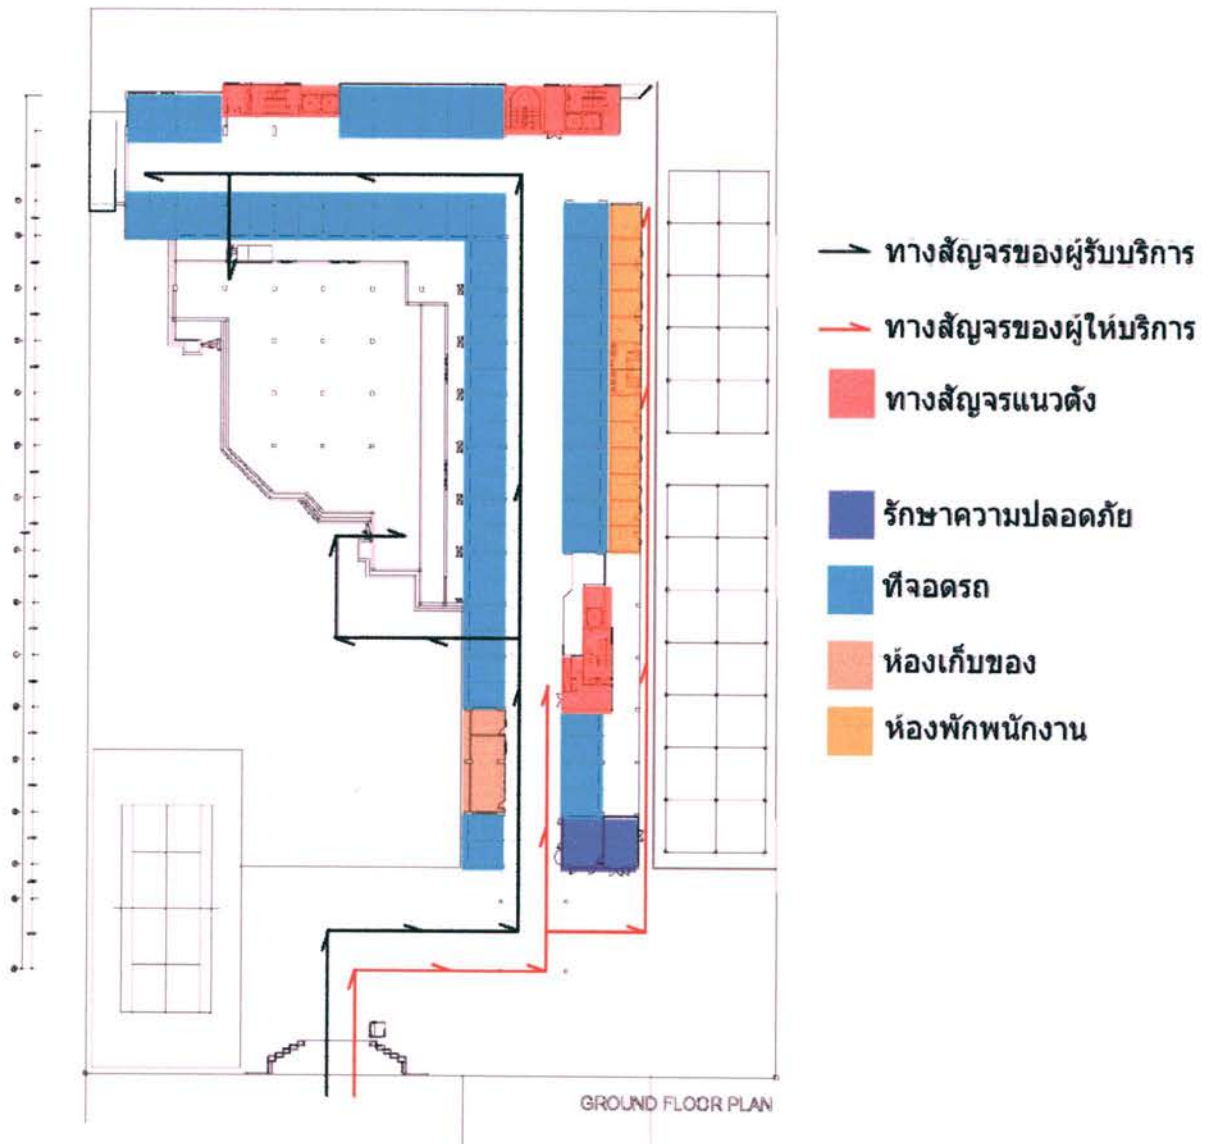 ทางสัญจรของผู้รับบริการ
ทางสัญจรของผู้ให้บริการ
ทางสัญจรแนวดิ่ง
รักษาความปลอดภัย
ที่จอดรถ
ห้องเก็บของ
ห้องพักพนักงาน
GROUND FLOOR PLAN